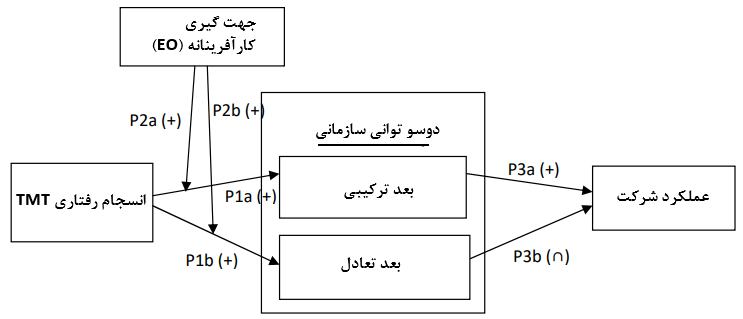 جهت گیری
کارآفرینانه (EO)
P2a (+)
P2b (+)
دوسو توانی سازمانی
انسجام رفتاری TMT
P1a (+)
بعد ترکیبی
P3a (+)
عملکرد شرکت
P1b (+)
بعد تعادل
P3b (∩)